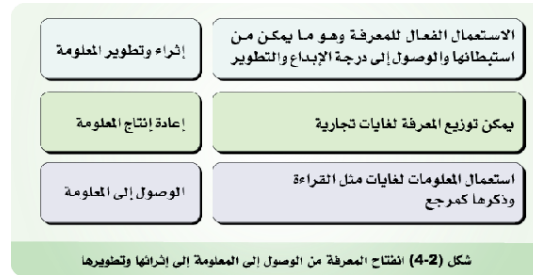 الاستعمال الفعال للمعرفة وهو ما يمكن من
استبطانها والوصول إلى درجة الإبداع والتطوير
إثراء وتطوير المعلومة
يمكن توزيع المعرفة لغايات تجارية
إعادة إنتاج المعلومة
استعمال المعلومات لغايات مثل القراءة
وذكرها كمرجع
الوصول إلى المعلومة
شكل (2-4) انفتاح المعرفة من الوصول إلى المعلومة إلى إثرائها وتطويرها